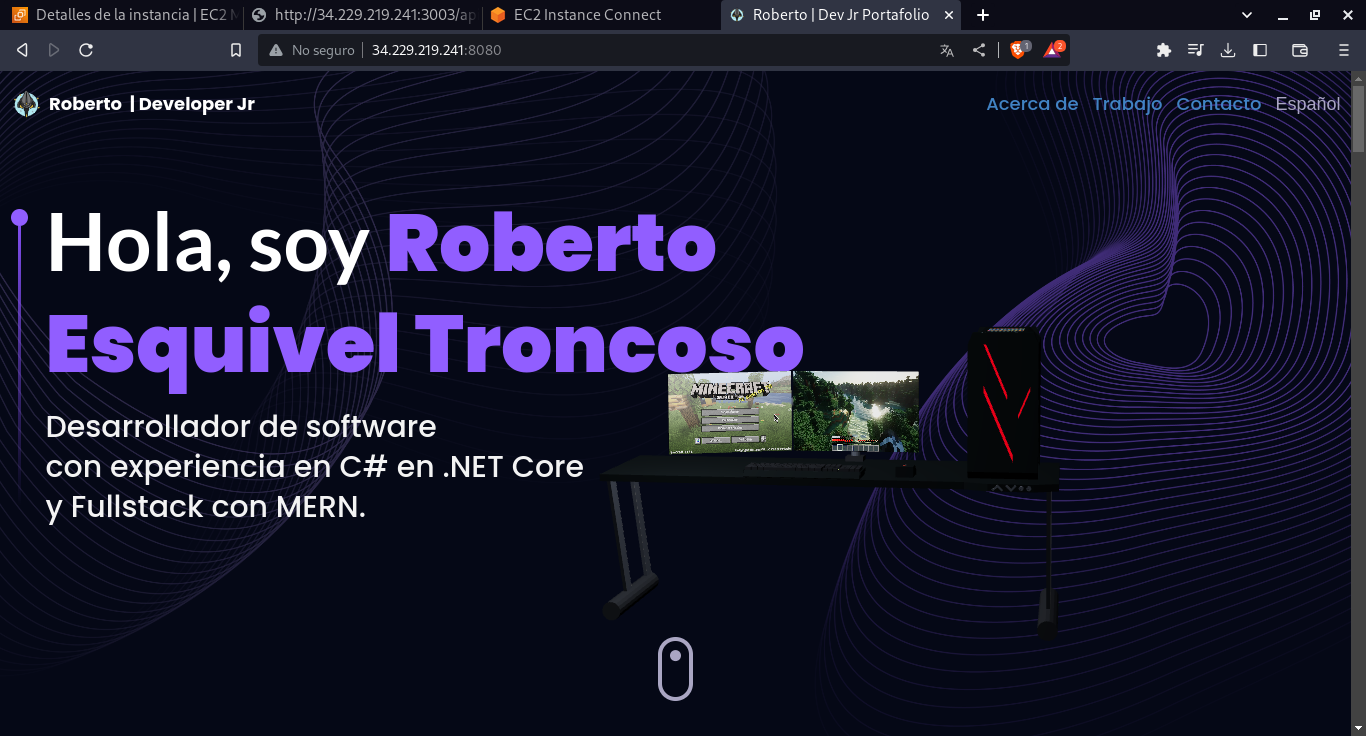 Detalles de la instancia | EC2 M
http://34.229.219.241:3003/ap
EC2 Instance Connect
Roberto | Dev Jr Portafolio
No seguro
34.229.219.241:8080
1
2
Roberto | Developer Jr
Acerca de Trabajo Contacto Español
Hola, soy Roberto
Esquivel Troncoso
MINECRAFT
Desarrollador de software
con experiencia en C# en .NET Core
y Fullstack con MERN.